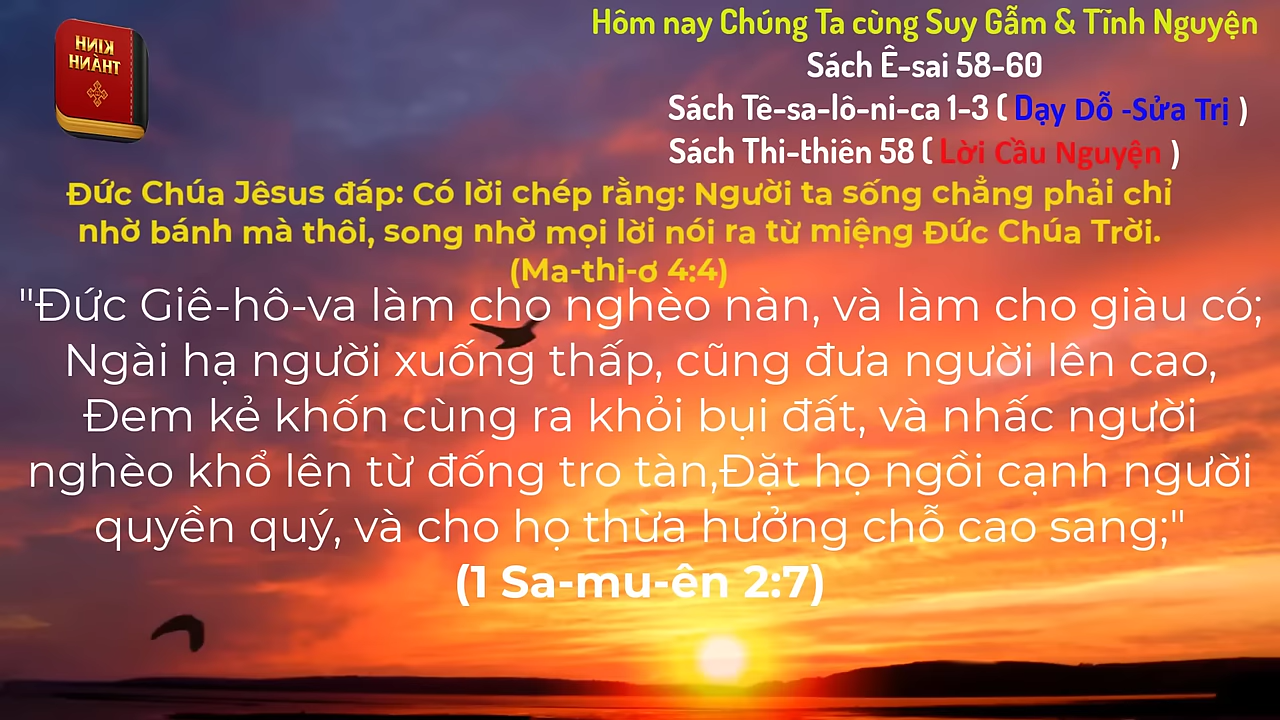 KINH
THÁNH
Hôm nay Chúng Ta cùng Suy Gẫm & Tĩnh Nguyện
Sách Ê-sai 58-60
Sách Tê-sa-lô-ni-ca 1-3 ( Dạy Dỗ -Sửa Trị )
Sách Thi-thiên 58 ( Lời Cầu Nguyện )
Đức Chúa Jêsus đáp: Có lời chép rằng: Người ta sống chẳng phải chỉ
nhờ bánh mà thôi, song nhờ mọi lời nói ra từ miệng Đức Chúa Trời.
(Ma-thi-ơ 4:4)
"Đức Giê-hô-va làm cho nghèo nàn, và làm cho giàu có;
Ngài hạ người xuống thấp, cũng đưa người lên cao,
Đem kẻ khốn cùng ra khỏi bụi đất, và nhấc người
nghèo khổ lên từ đống tro tàn,Đặt họ ngồi cạnh người
quyền quý, và cho họ thừa hưởng chỗ cao sang;"
(1 Sa-mu-ên 2:7)